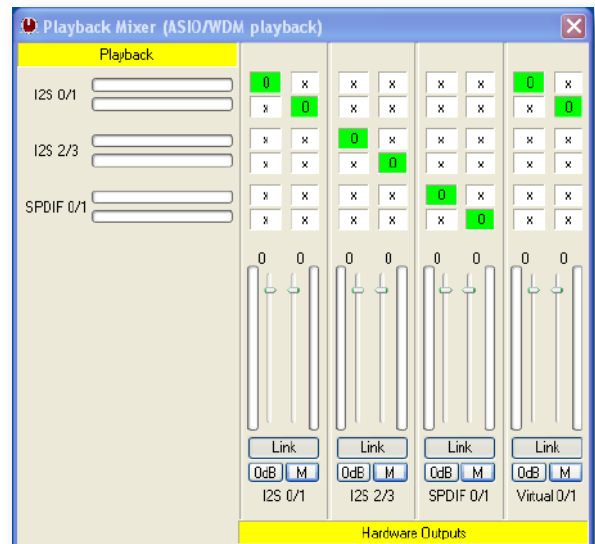 Playback Mixer (ASIO/WDM playback)
Playback
I2S 0/1
0 x x x x x 0 x
x 0 x x x x x 0
I2S 2/3
x x 0 x x x x x
x x x 0 x x x x
SPDIF 0/1
x x x x 0 x x x
x x x x x 0 x x
0 0 0 0 0 0 0 0
Link Link Link Link
0dB M 0dB M 0dB M 0dB M
I2S 0/1 I2S 2/3 SPDIF 0/1 Virtual 0/1
Hardware Outputs